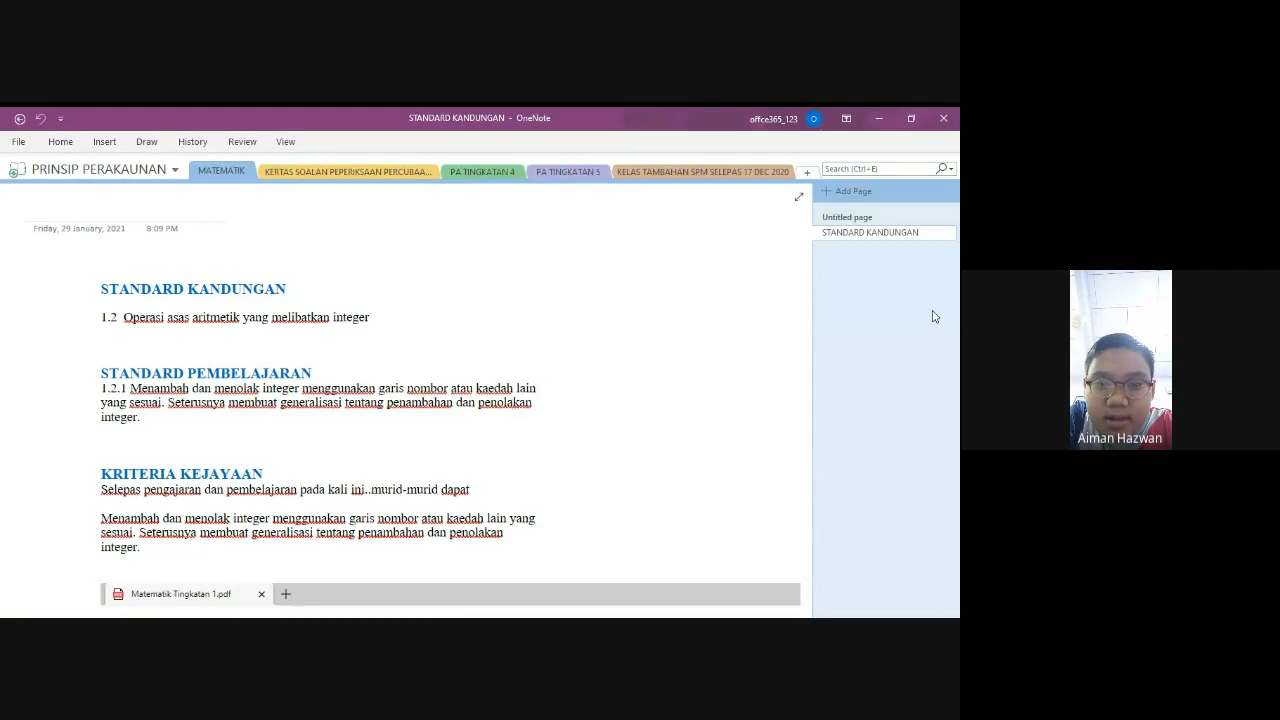 STANDARD KANDUNGAN - OneNote
offce365_123
O
File Home Insert Draw History Review View
PRINSIP PERAKAUNAN
MATEMATIK
KERTAS SOALAN PEPERIKSAAN PERCUBAA...
PA TINGKATAN 4
PA TINGKATAN 5
KELAS TAMBAHAN SPM SELEPAS 17 DEC 2020
+
Search (Ctrl+E)
Add Page
Untitled page
STANDARD KANDUNGAN
Friday, 29 January, 2021 8:09 PM
STANDARD KANDUNGAN
1.2 Operasi asas aritmetik yang melibatkan integer
STANDARD PEMBELAJARAN
1.2.1 Menambah dan menolak integer menggunakan garis nombor atau kaedah lain
yang sesuai. Seterusnya membuat generalisasi tentang penambahan dan penolakan
integer.
KRITERIA KEJAYAAN
Selepas pengajaran dan pembelajaran pada kali ini..murid-murid dapat
Menambah dan menolak integer menggunakan garis nombor atau kaedah lain yang
sesuai. Seterusnya membuat generalisasi tentang penambahan dan penolakan
integer.
Matematik Tingkatan 1.pdf
Aiman Hazwan